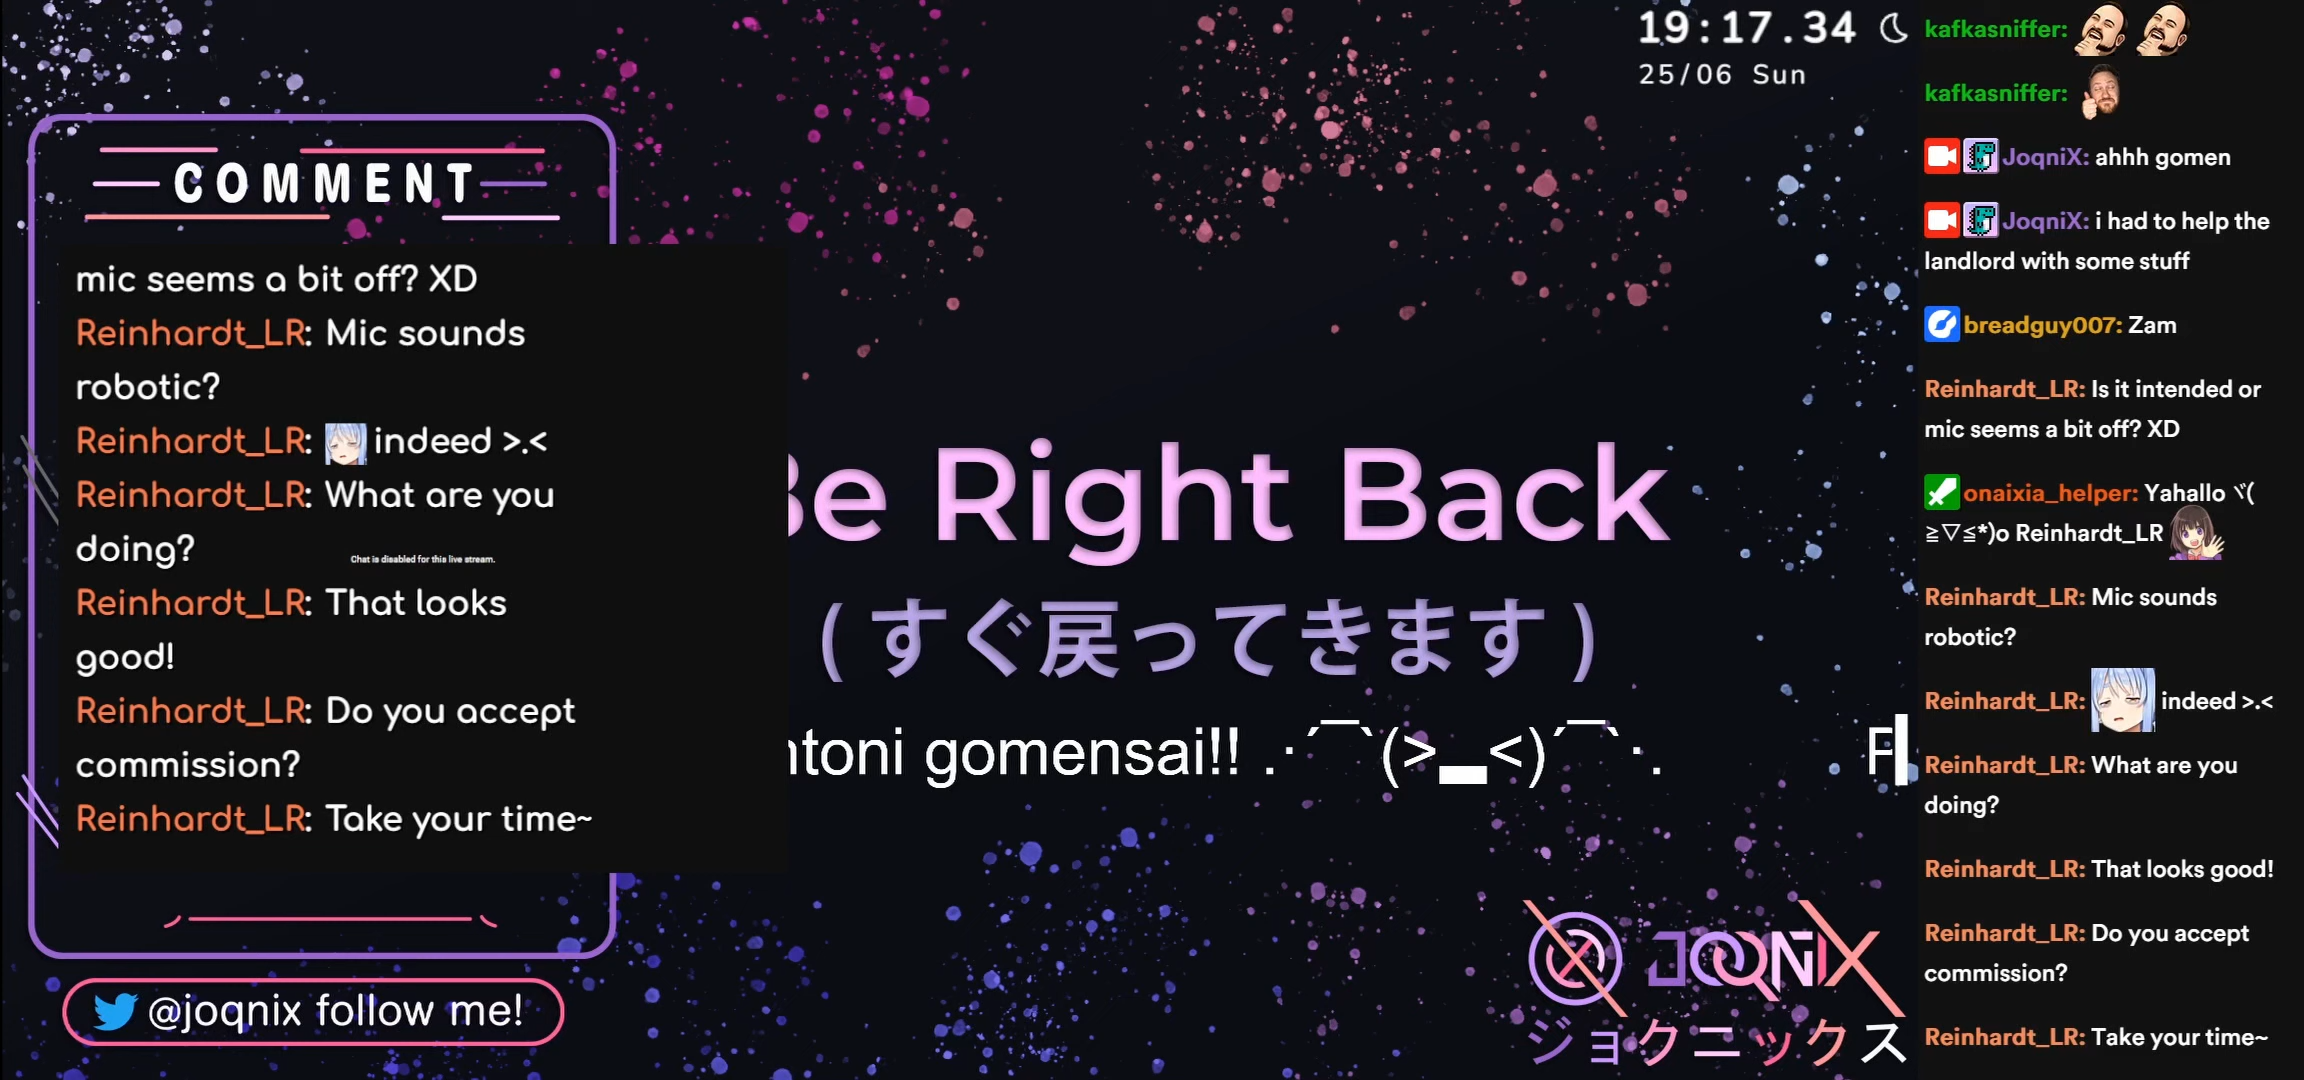 19:17.34
25/06 Sun
COMMENT
mic seems a bit off? XD
Reinhardt_LR: Mic sounds
robotic?
Reinhardt_LR: indeed >.<
Reinhardt_LR: What are you
doing?
Chat is disabled for this live stream.
Reinhardt_LR: That looks
good!
Reinhardt_LR: Do you accept
commission?
Reinhardt_LR: Take your time~
@joqnix follow me!
Be Right Back
(すぐ戻ってきます)
ntoni gomensai!! .·´¯`(>▂<)´¯`·.
JOQNIX
ジョクニックス
kafkasniffer:
kafkasniffer:
JoqniX: ahhh gomen
JoqniX: i had to help the
landlord with some stuff
breadguy007: Zam
Reinhardt_LR: Is it intended or
mic seems a bit off? XD
onaixia_helper: Yahallo ヾ(
≧▽≦*)o Reinhardt_LR
Reinhardt_LR: Mic sounds
robotic?
Reinhardt_LR: indeed >.<
Reinhardt_LR: What are you
doing?
Reinhardt_LR: That looks good!
Reinhardt_LR: Do you accept
commission?
Reinhardt_LR: Take your time~